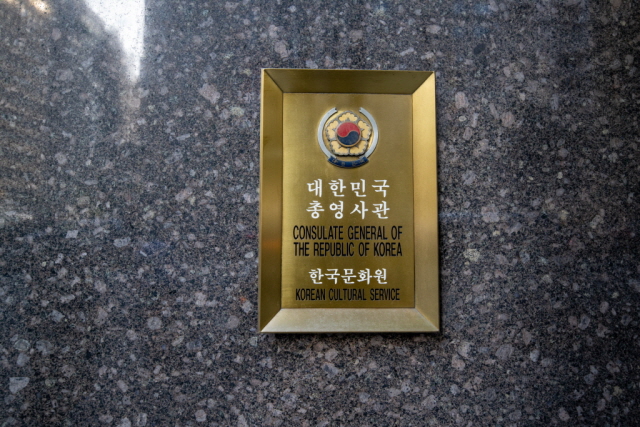 대한민국
총영사관
CONSULATE GENERAL OF
THE REPUBLIC OF KOREA
한국문화원
KOREAN CULTURAL SERVICE